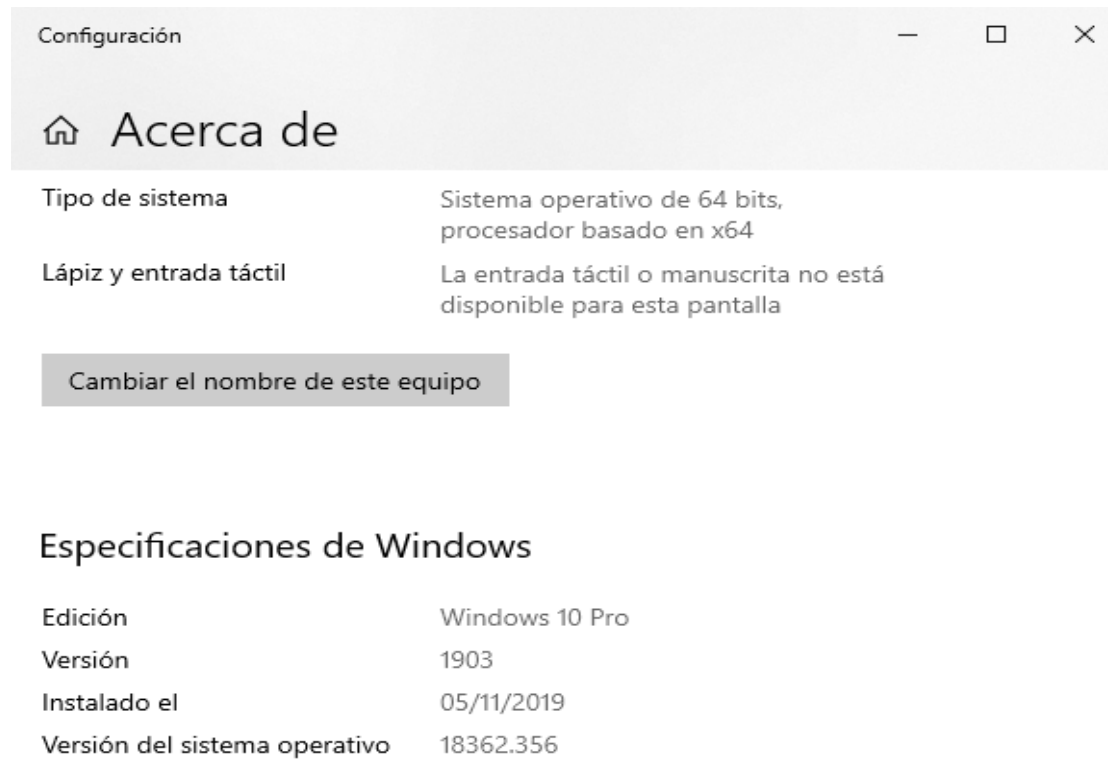 Configuración
Acerca de
Tipo de sistema Sistema operativo de 64 bits,
procesador basado en x64
Lápiz y entrada táctil La entrada táctil o manuscrita no está
disponible para esta pantalla
Cambiar el nombre de este equipo
Especificaciones de Windows
Edición Windows 10 Pro
Versión 1903
Instalado el 05/11/2019
Versión del sistema operativo 18362.356